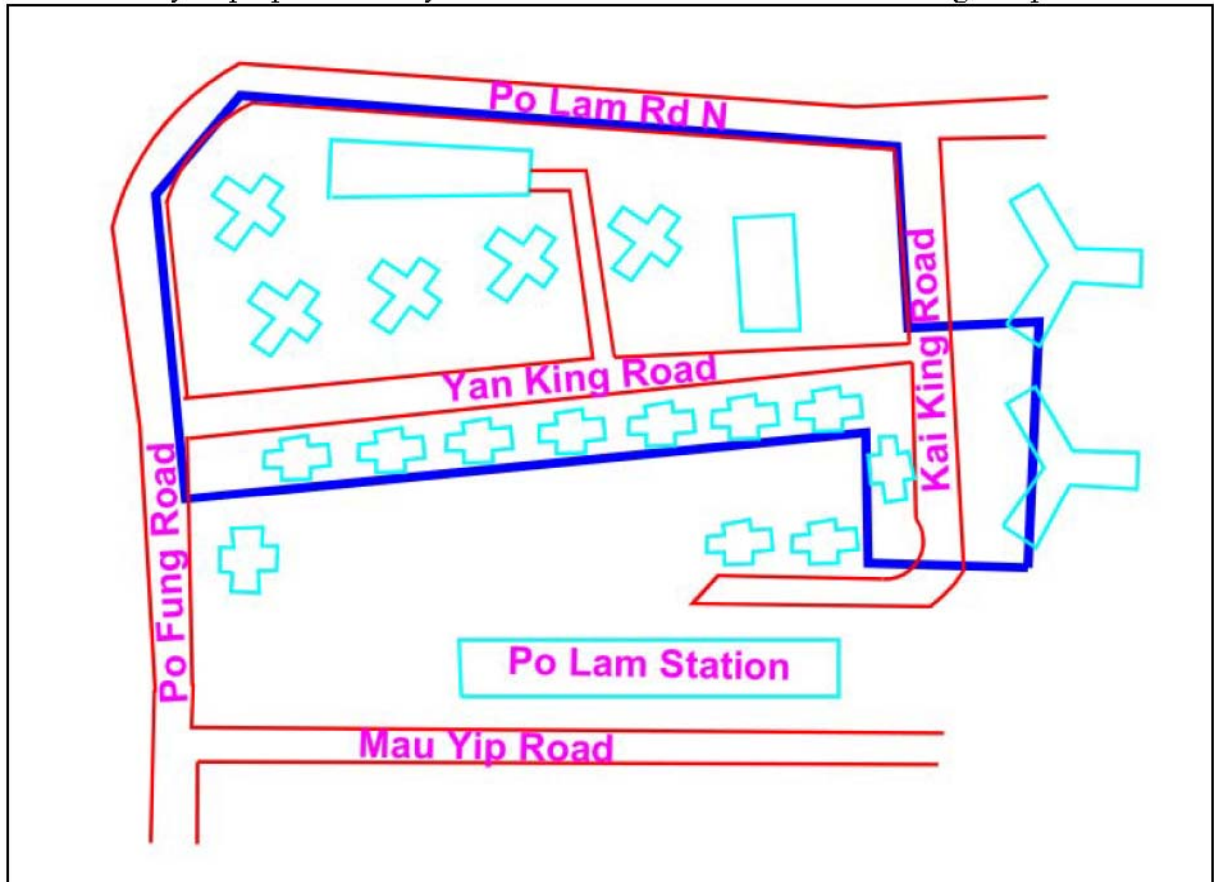 Po Lam Rd N
Kai King Road
Yan King Road
Po Fung Road
Po Lam Station
Mau Yip Road